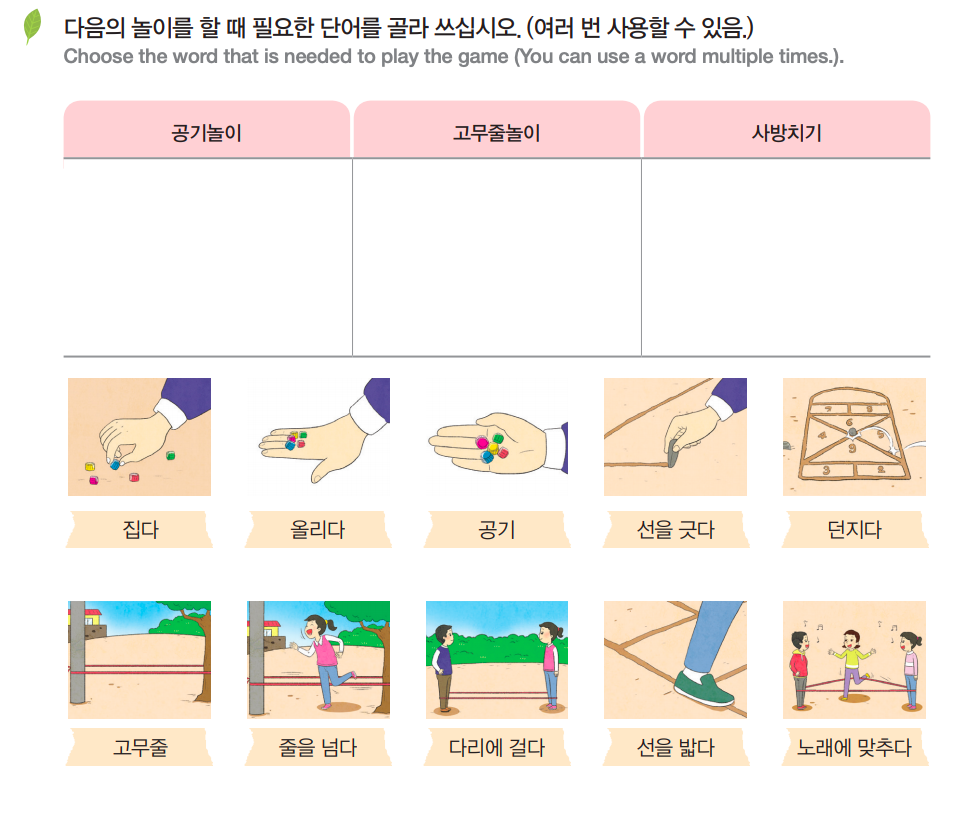 다음의 놀이를 할 때 필요한 단어를 골라 쓰십시오. (여러 번 사용할 수 있음.)
Choose the word that is needed to play the game (You can use a word multiple times.).
공기놀이 고무줄놀이 사방치기
집다 올리다 공기 선을 긋다 던지다
고무줄 줄을 넘다 다리에 걸다 선을 밟다 노래에 맞추다